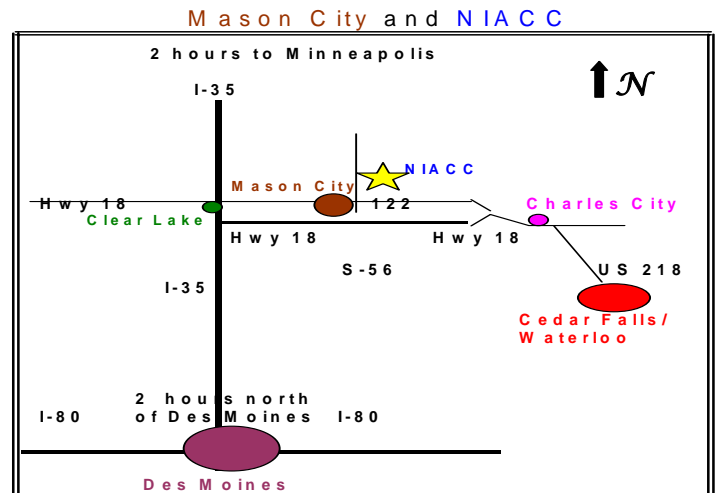 Mason City and NIACC
2 hours to Minneapolis
N
I-35
NIACC
Mason City
Hwy 18
122
Charles City
Clear Lake
Hwy 18
Hwy 18
S-56
US 218
I-35
Cedar Falls/
Waterloo
2 hours north
of Des Moines
I-80
I-80
Des Moines